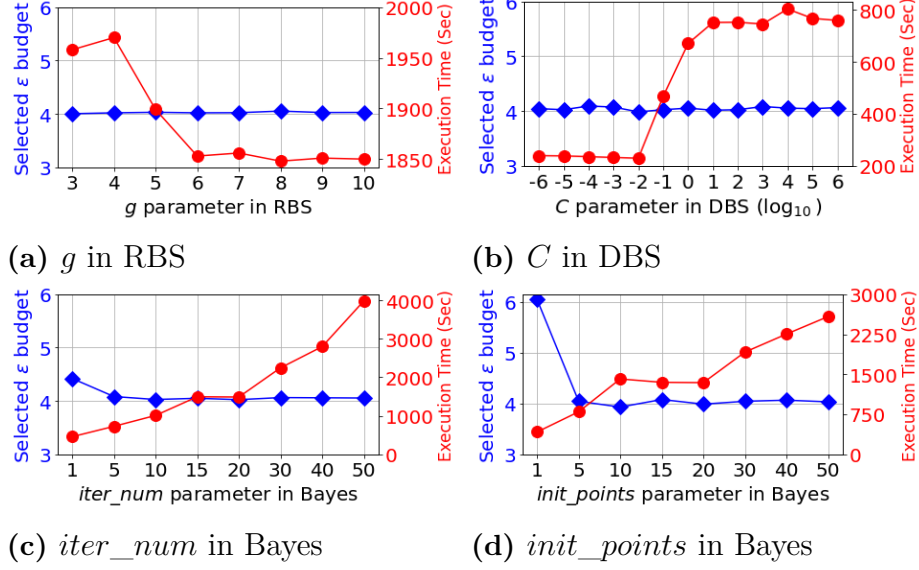 6
5
4
3
Selected ε budget
2000
1950
1900
1850
Execution Time (Sec)
3 4 5 6 7 8 9 10
g parameter in RBS
(a) g in RBS
6
5
4
3
Selected ε budget
800
600
400
200
Execution Time (Sec)
-6 -5 -4 -3 -2 -1 0 1 2 3 4 5 6
C parameter in DBS (log10)
(b) C in DBS
6
5
4
3
Selected ε budget
4000
3000
2000
1000
0
Execution Time (Sec)
1 5 10 15 20 30 40 50
iter_num parameter in Bayes
(c) iter_num in Bayes
6
5
4
3
Selected ε budget
3000
2250
1500
750
0
Execution Time (Sec)
1 5 10 15 20 30 40 50
init_points parameter in Bayes
(d) init_points in Bayes